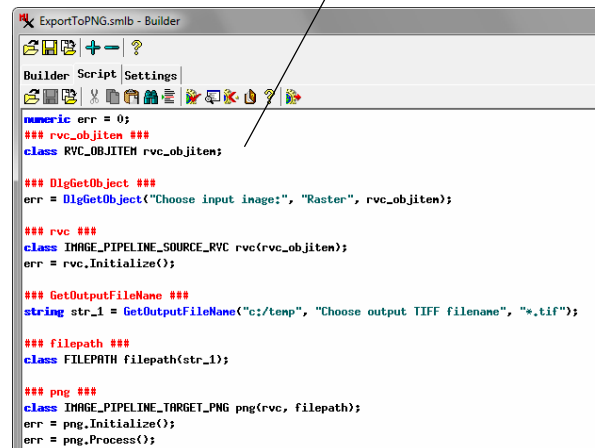 ExportToPNG.smlb - Builder
Builder Script Settings
numeric err = 0;
### rvc_objitem ###
class RVC_OBJITEM rvc_objitem;
### DlgGetObject ###
err = DlgGetObject("Choose input image:", "Raster", rvc_objitem);
### rvc ###
class IMAGE_PIPELINE_SOURCE_RVC rvc(rvc_objitem);
err = rvc.Initialize();
### GetOutputFileName ###
string str_1 = GetOutputFileName("c:/temp", "Choose output TIFF filename", "*.tif");
### filepath ###
class FILEPATH filepath(str_1);
### png ###
class IMAGE_PIPELINE_TARGET_PNG png(rvc, filepath);
err = png.Initialize();
err = png.Process();